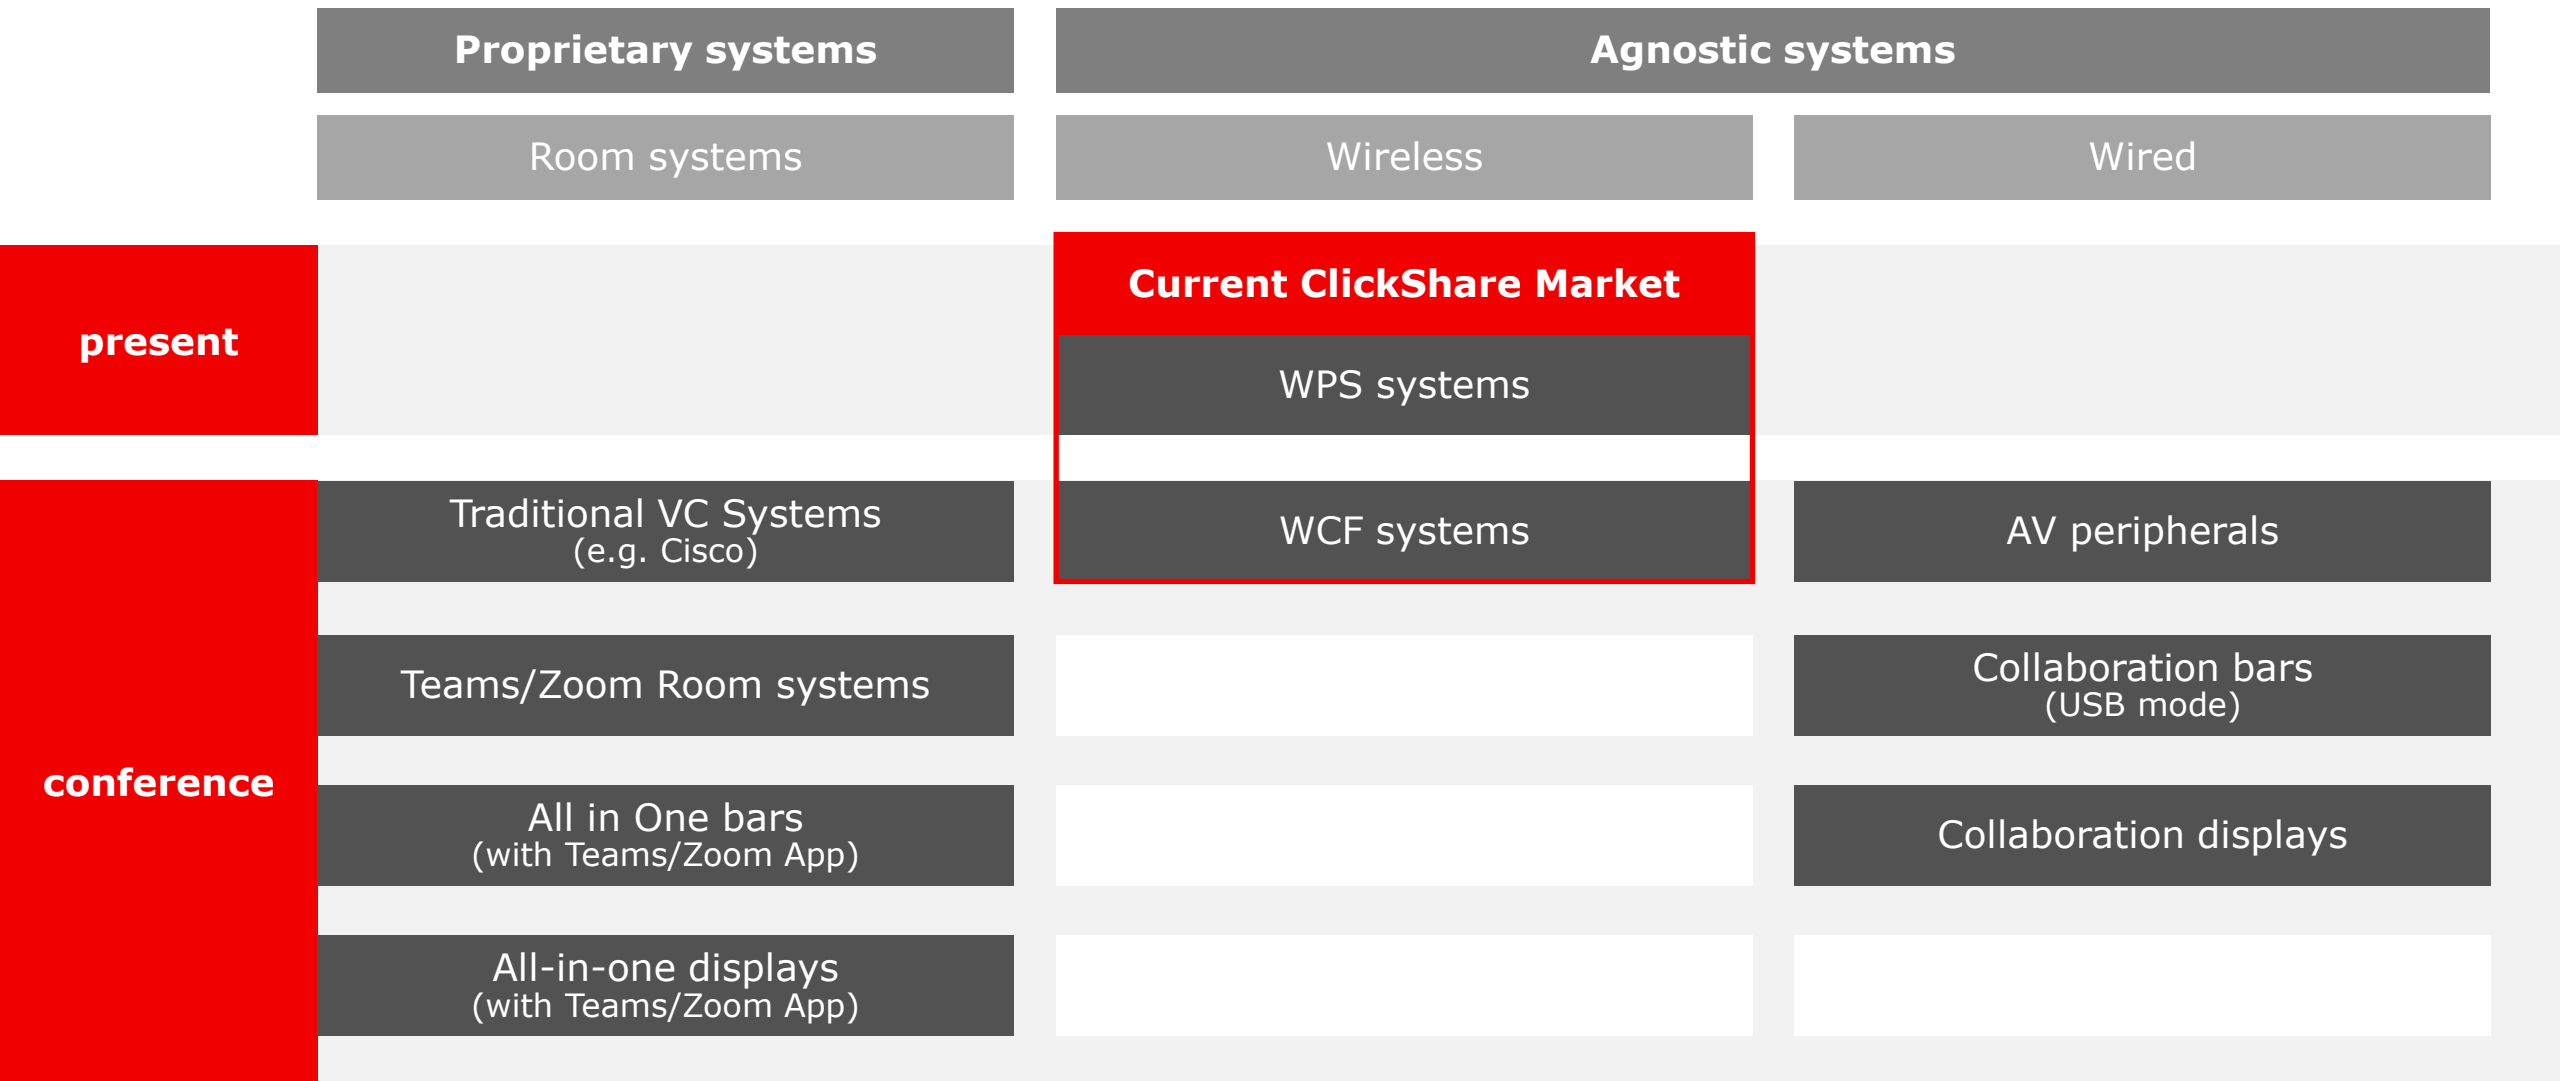 Proprietary systems
Agnostic systems
Room systems
Wireless
Wired
present
Current ClickShare Market
WPS systems
conference
Traditional VC Systems
(e.g. Cisco)
WCF systems
AV peripherals
Teams/Zoom Room systems
Collaboration bars
(USB mode)
All in One bars
(with Teams/Zoom App)
Collaboration displays
All-in-one displays
(with Teams/Zoom App)